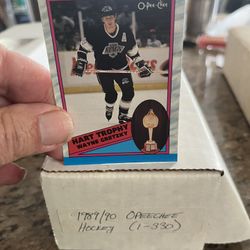 O-Pee-Chee
HART TROPHY
WAYNE GRETZKY
1989/90 OPEECHEE
HOCKEY (1-330)